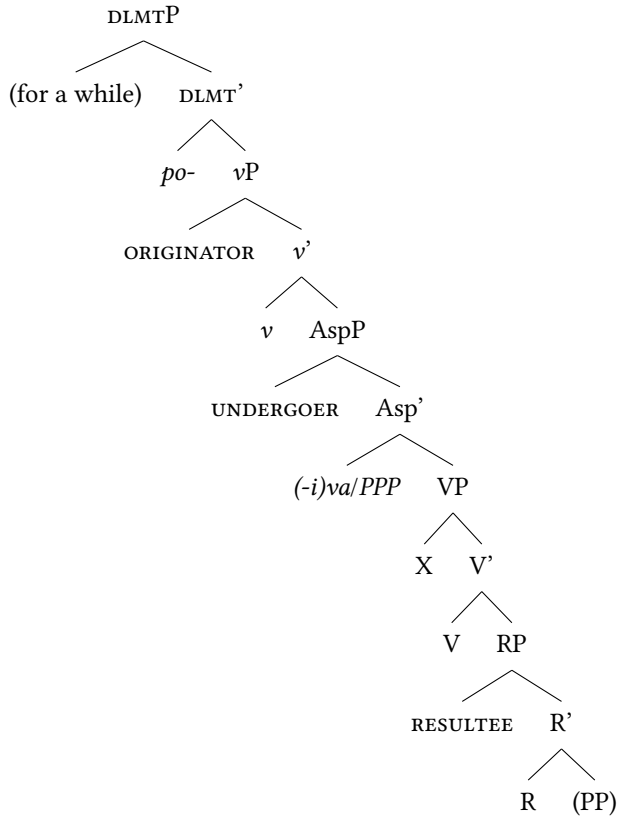 DLMTP
(for a while) DLMT’
po- vP
ORIGINATOR v’
v AspP
UNDERGOER Asp’
(-i)va/PPP VP
X V’
V RP
RESULTEE R’
R (PP)